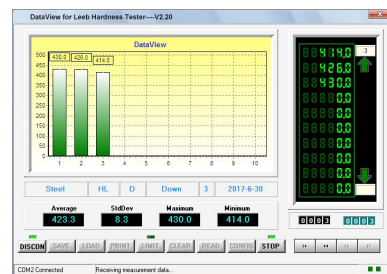 DataView for Leeb Hardness Tester----V2.20
DataView
500
450
400
350
300
250
200
150
100
50
0
430.0 426.0 414.0
1 2 3 4 5 6 7 8 9 10
Steel HL D Down 3 2017-6-30
Average StdDev Maximum Minimum
423.3 8.3 430.0 414.0
414.0 3
426.0
430.0
0.0
0.0
0.0
0.0
0.0
0.0
0.0
0003 0003
DISCON SAVE LOAD PRINT LIMIT CLEAR READ CONFIG STOP
COM2 Connected Receiving measurement data...